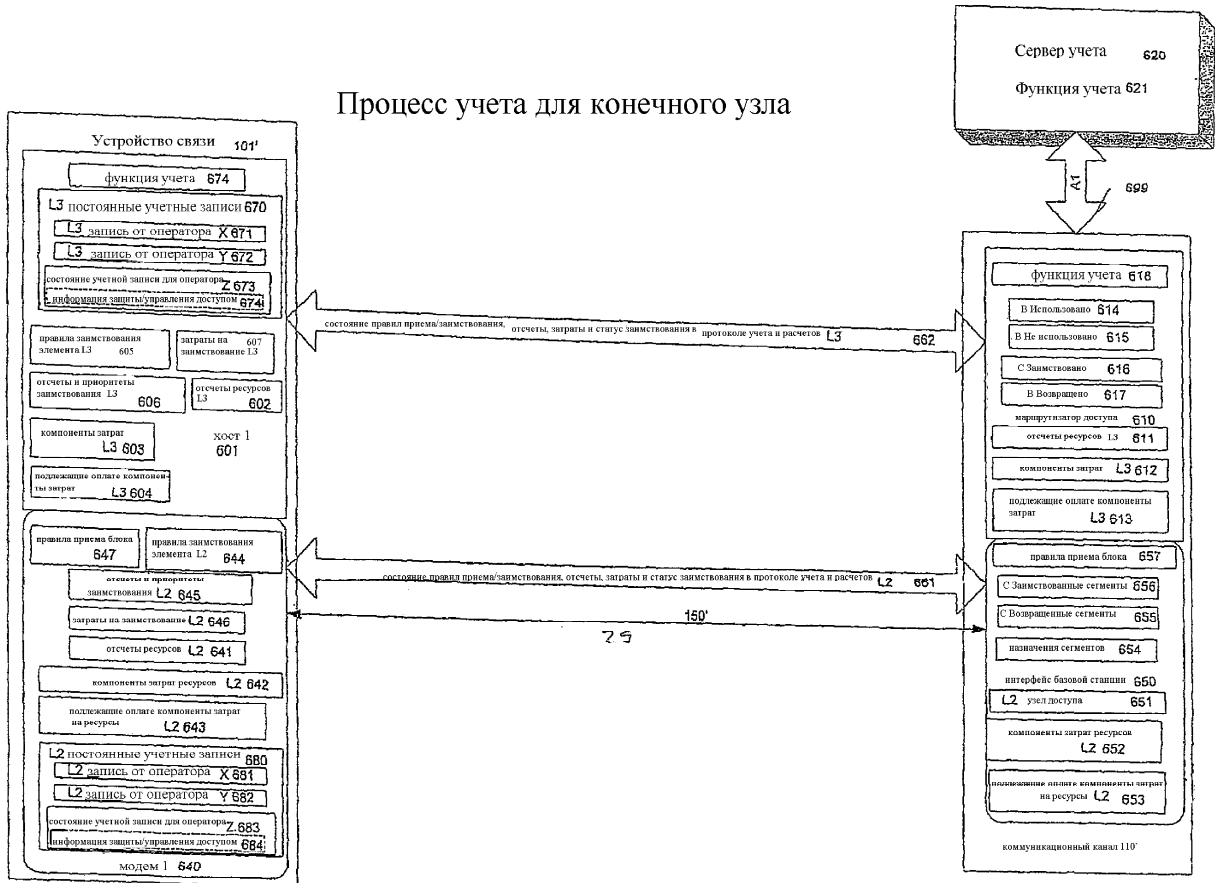 Процесс учета для конечного узла
Сервер учета 620
Функция учета 621
A1
699
Устройство связи 101'
функция учета 674
L3 постоянные учетные записи 670
L3 запись от оператора X 671
L3 запись от оператора Y 672
состояние учетной записи для оператора Z 673
информация защиты/управления доступом 674
правила заимствования
элемента L3 605
затраты на 607
заимствование L3
отсчеты и приоритеты
заимствования L3 606
отсчеты ресурсов
L3 602
компоненты затрат
L3 603
хост 1
601
подлежащие оплате компонен-
ты затрат L3 604
правила приема блока
647
правила заимствования
элемента L2 644
отсчеты и приоритеты
заимствования L2 645
затраты на заимствование L2 646
отсчеты ресурсов L2 641
компоненты затрат ресурсов L2 642
подлежащие оплате компоненты затрат
на ресурсы L2 643
L2 постоянные учетные записи 680
L2 запись от оператора X 681
L2 запись от оператора Y 682
состояние учетной записи для оператора Z 683
информация защиты/управления доступом 684
модем 1 640
состояние правил приема/заимствования, отсчеты, затраты и статус заимствования в протоколе учета и расчетов L3 662
состояние правил приема/заимствования, отсчеты, затраты и статус заимствования в протоколе учета и расчетов L2 661
150'
функция учета 618
В Использовано 614
В Не использовано 615
С Заимствовано 616
В Возвращено 617
маршрутизатор доступа 610
отсчеты ресурсов L3 611
компоненты затрат L3 612
подлежащие оплате компоненты
затрат L3 613
правила приема блока 657
С Заимствованные сегменты 656
С Возвращенные сегменты 655
назначения сегментов 654
интерфейс базовой станции 650
L2 узел доступа 651
компоненты затрат ресурсов
L2 652
подлежащие оплате компоненты затрат
на ресурсы L2 653
коммуникационный канал 110'